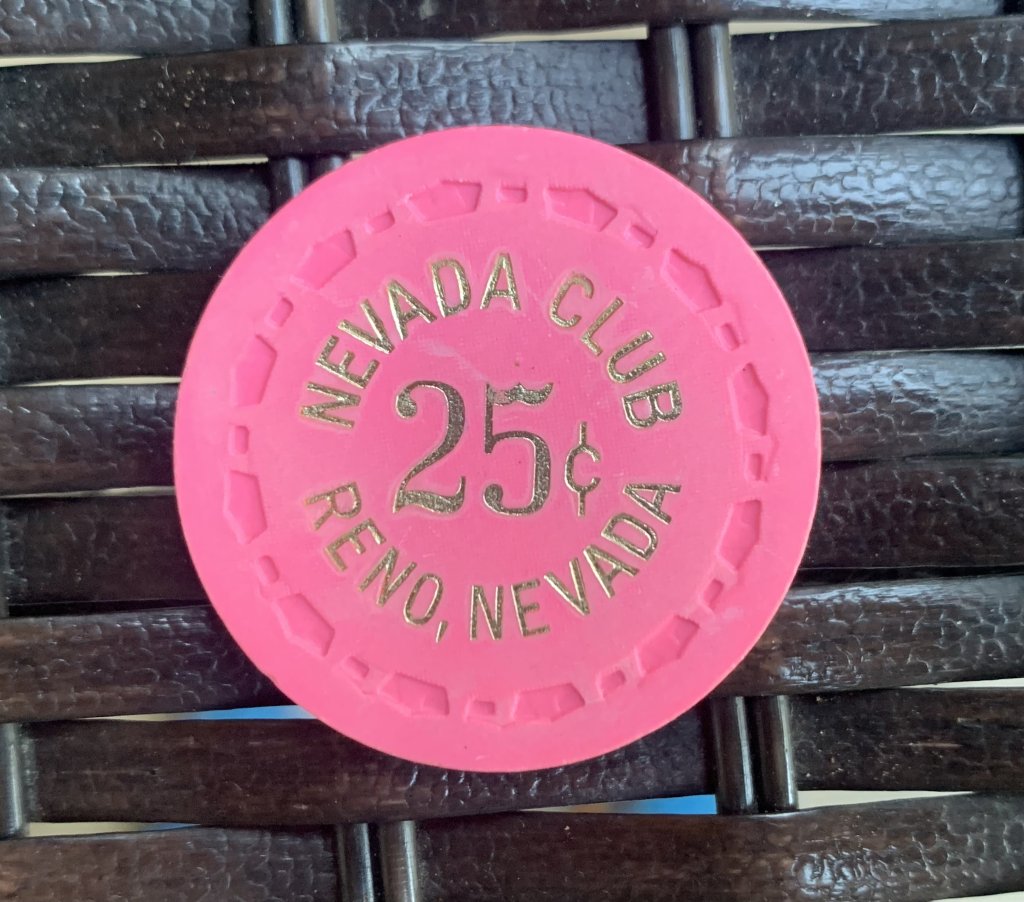 NEVADA CLUB
25¢
RENO, NEVADA